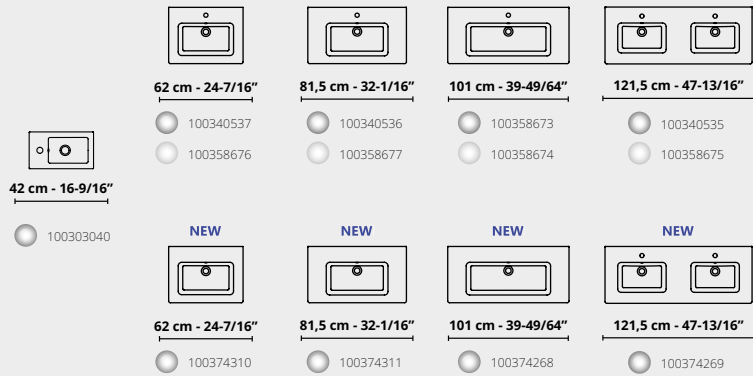 62 cm - 24-7/16”
81,5 cm - 32-1/16”
101 cm - 39-49/64”
121,5 cm - 47-13/16”
100340537
100340536
100358673
100340535
100358676
100358677
100358674
100358675
42 cm - 16-9/16”
100303040
NEW
NEW
NEW
NEW
62 cm - 24-7/16”
81,5 cm - 32-1/16”
101 cm - 39-49/64”
121,5 cm - 47-13/16”
100374310
100374311
100374268
100374269